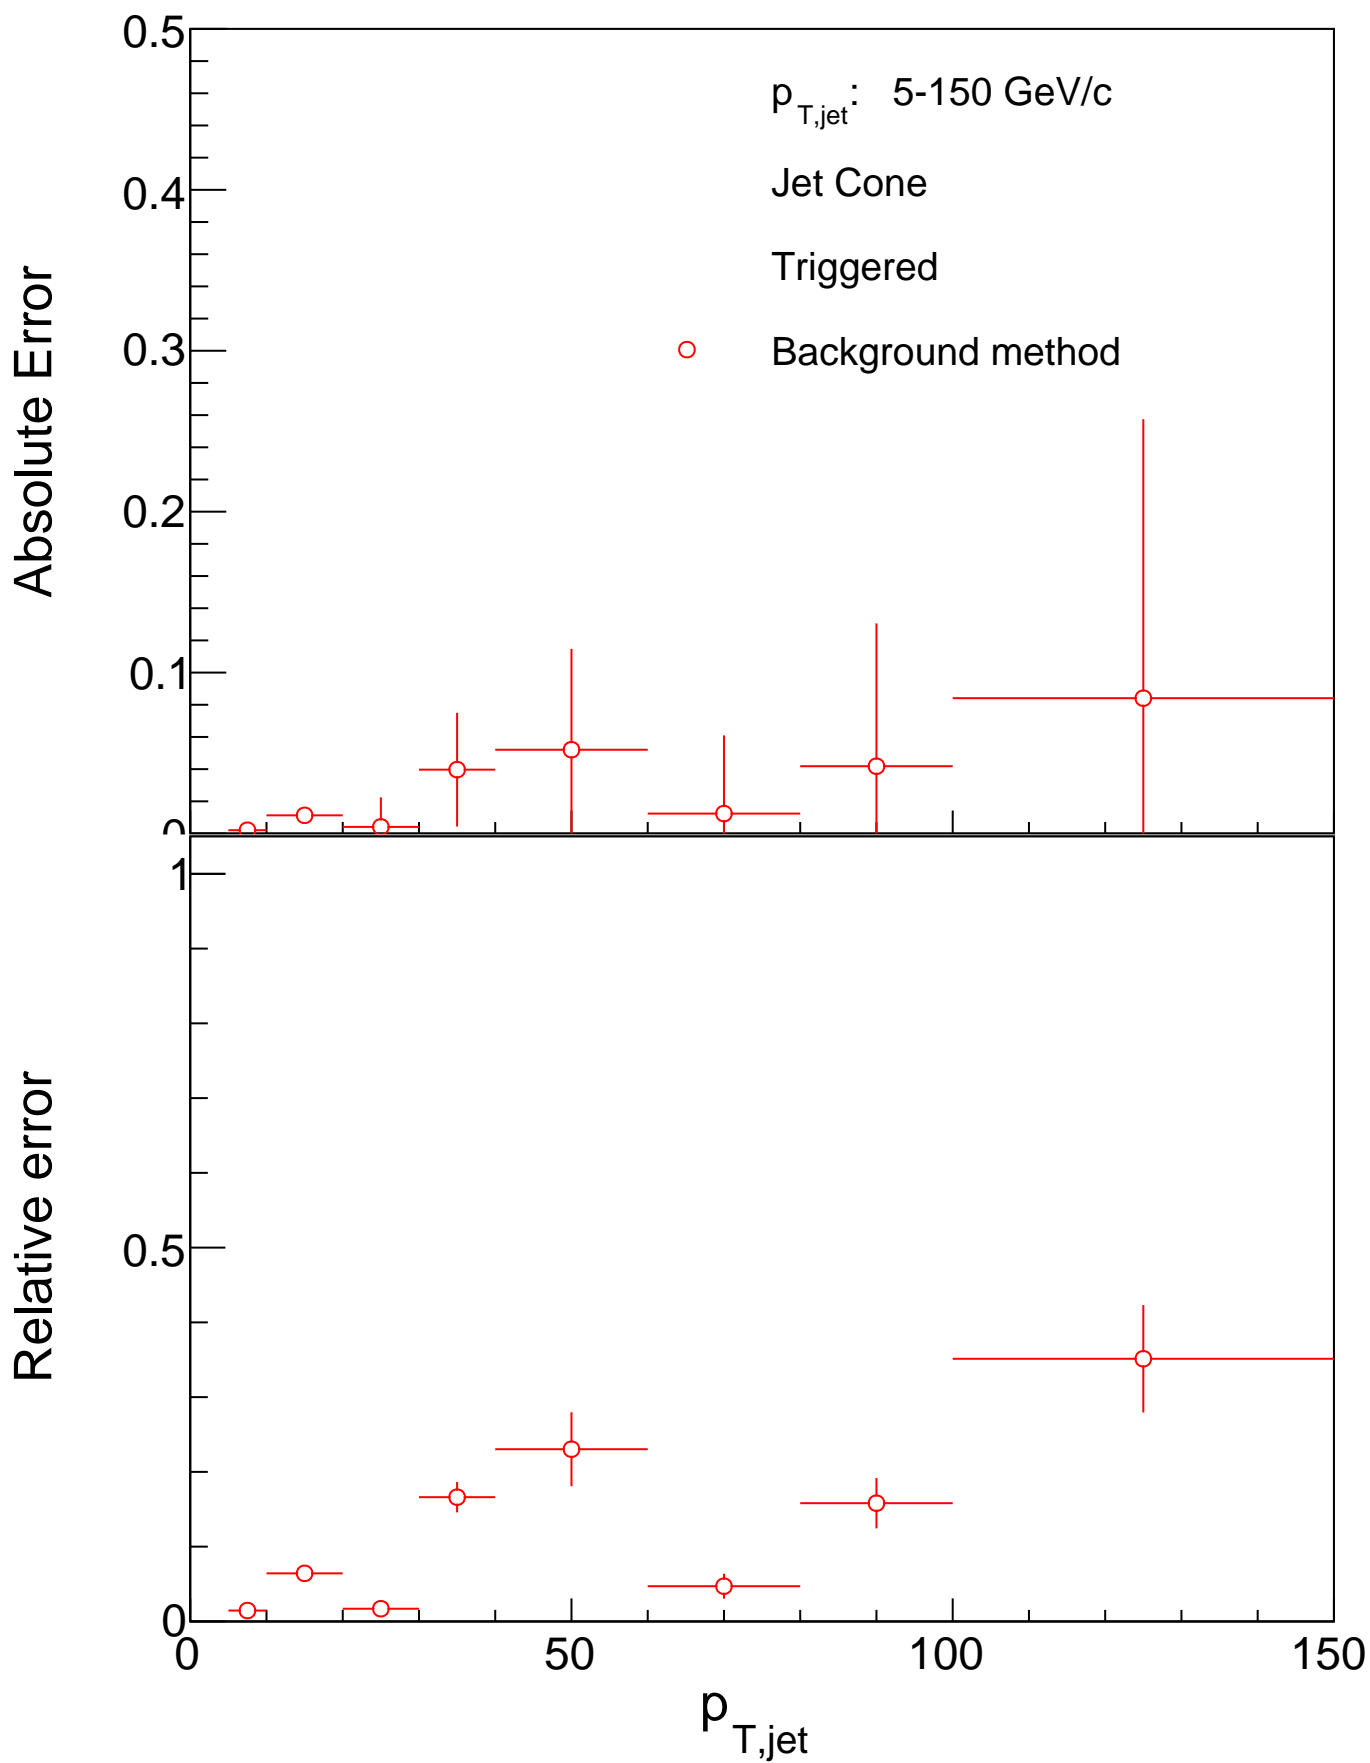 0.5
p T,jet:   5-150 GeV/c
Jet Cone
0.4
Triggered
0.3
Background method
Absolute Error
0.2
0.1
0
1
Relative error
0.5
0
0
50
100
150
p T,jet